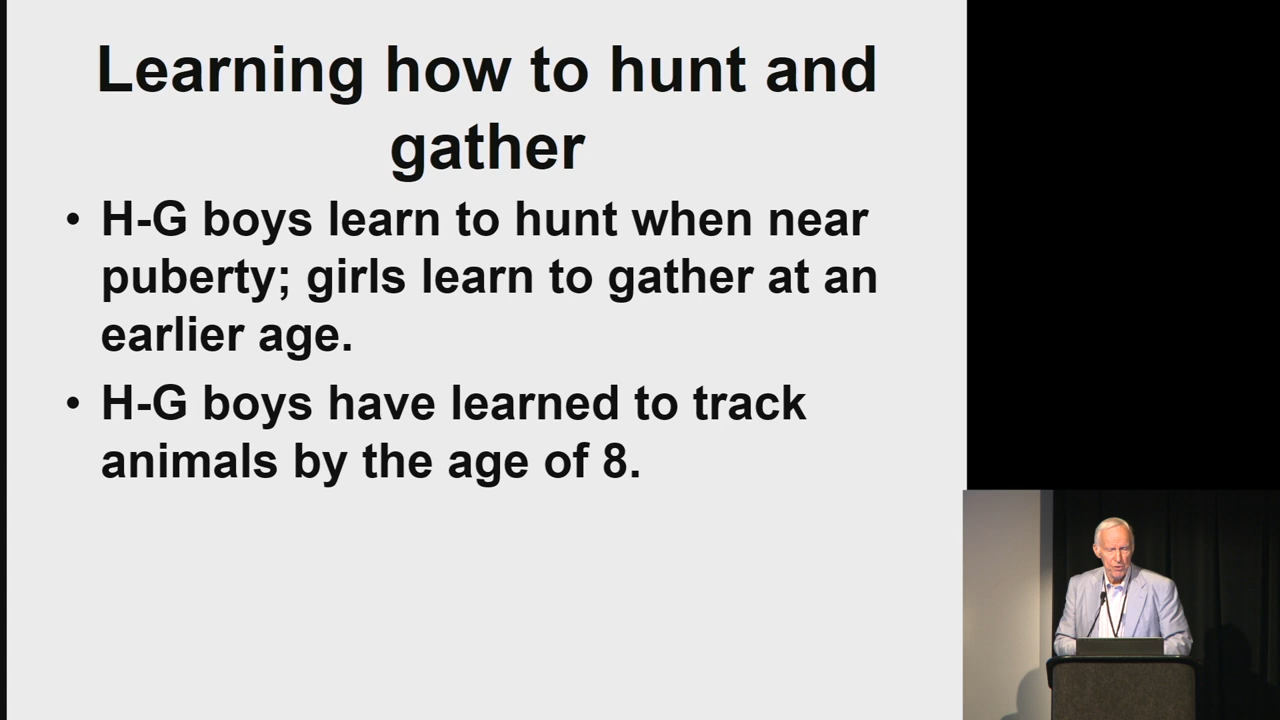 Learning how to hunt and
gather
• H-G boys learn to hunt when near
puberty; girls learn to gather at an
earlier age.
• H-G boys have learned to track
animals by the age of 8.